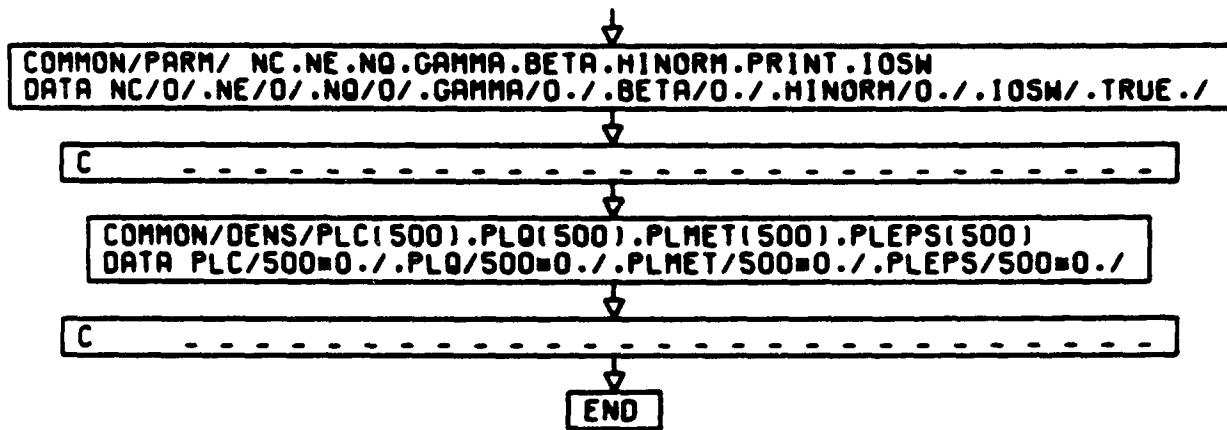 COMMON/PARM/ NC.NE.NQ.GAMMA.BETA.HINORM.PRINT.IOSW
DATA NC/0/.NE/0/.NQ/0/.GAMMA/0./.BETA/0./.HINORM/0./.IOSW/.TRUE./
C - - - - - - - - - - - - - - - - - - - - - - -
COMMON/DENS/PLC(500).PLQ(500).PLMET(500).PLEPS(500)
DATA PLC/500*0./.PLQ/500*0./.PLMET/500*0./.PLEPS/500*0./
C - - - - - - - - - - - - - - - - - - - - - - -
END